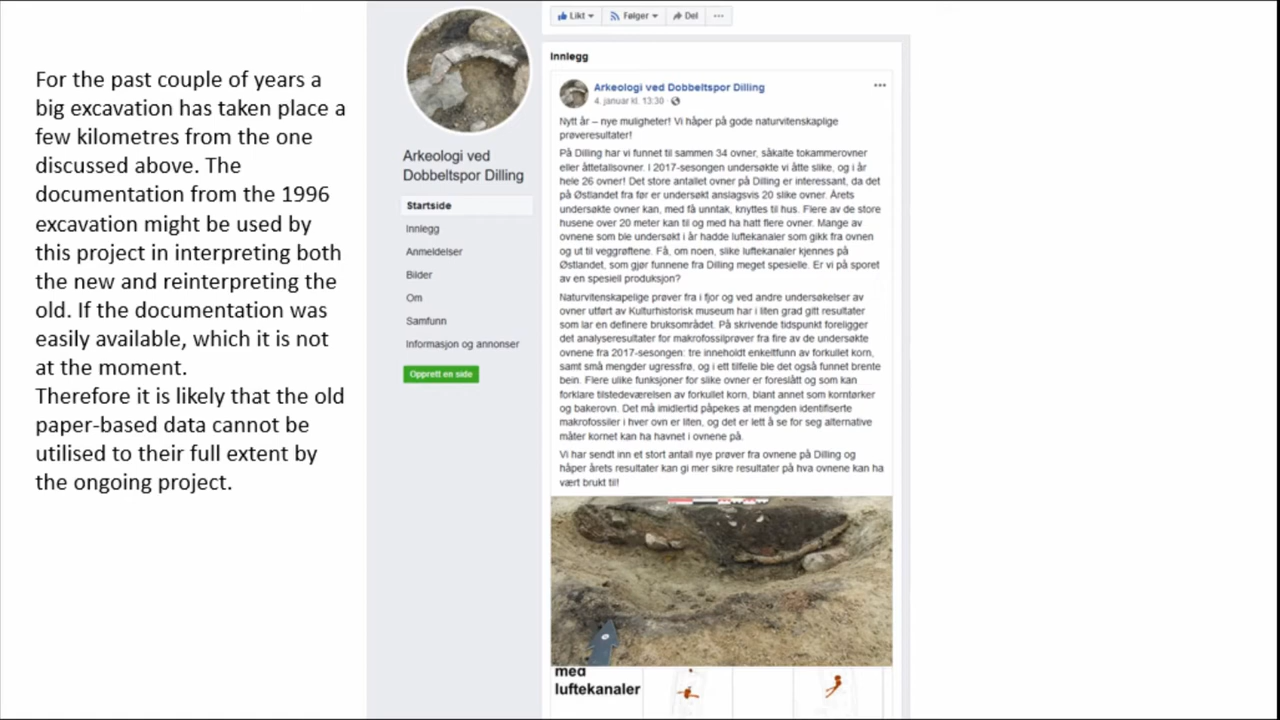 For the past couple of years a
big excavation has taken place a
few kilometres from the one
discussed above. The
documentation from the 1996
excavation might be used by
this project in interpreting both
the new and reinterpreting the
old. If the documentation was
easily available, which it is not
at the moment.
Therefore it is likely that the old
paper-based data cannot be
utilised to their full extent by
the ongoing project.
Arkeologi ved
Dobbeltspor Dilling
Startside
Innlegg
Anmeldelser
Bilder
Om
Samfunn
Informasjon og annonser
Opprett en side
Likt Følger Del
Innlegg
Arkeologi ved Dobbeltspor Dilling
4. januar kl. 13:30 ·
Nytt år – nye muligheter! Vi håper på gode naturvitenskaplige
prøveresultater!
På Dilling har vi funnet til sammen 34 ovner, såkalte tokammerovner
eller åttetallsovner. I 2017-sesongen undersøkte vi åtte slike, og i år
hele 26 ovner! Det store antallet ovner på Dilling er interessant, da det
på Østlandet fra før er undersøkt anslagsvis 20 slike ovner. Årets
undersøkte ovner kan, med få unntak, knyttes til hus. Flere av de store
husene over 20 meter kan til og med ha hatt flere ovner. Mange av
ovnene som ble undersøkt i år hadde luftekanaler som gikk fra ovnen
og ut til veggrøftene. Få, om noen, slike luftekanaler kjennes på
Østlandet, som gjør funnene fra Dilling meget spesielle. Er vi på sporet
av en spesiell produksjon?
Naturvitenskapelige prøver fra i fjor og ved andre undersøkelser av
ovner utført av Kulturhistorisk museum har i liten grad gitt resultater
som lar en definere bruksområdet. På skrivende tidspunkt foreligger
det analyseresultater for makrofossilprøver fra fire av de undersøkte
ovnene fra 2017-sesongen: tre inneholdt enkeltfunn av forkullet korn,
samt små mengder ugressfrø, og i ett tilfelle ble det også funnet brente
bein. Flere ulike funksjoner for slike ovner er foreslått og som kan
forklare tilstedeværelsen av forkullet korn, blant annet som korntørker
og bakerovn. Det må imidlertid påpekes at mengden identifiserte
makrofossiler i hver ovn er liten, og det er lett å se for seg alternative
måter kornet kan ha havnet i ovnene på.
Vi har sendt inn et stort antall nye prøver fra ovnene på Dilling og
håper årets resultater kan gi mer sikre resultater på hva ovnene kan ha
vært brukt til!
med
luftekanaler